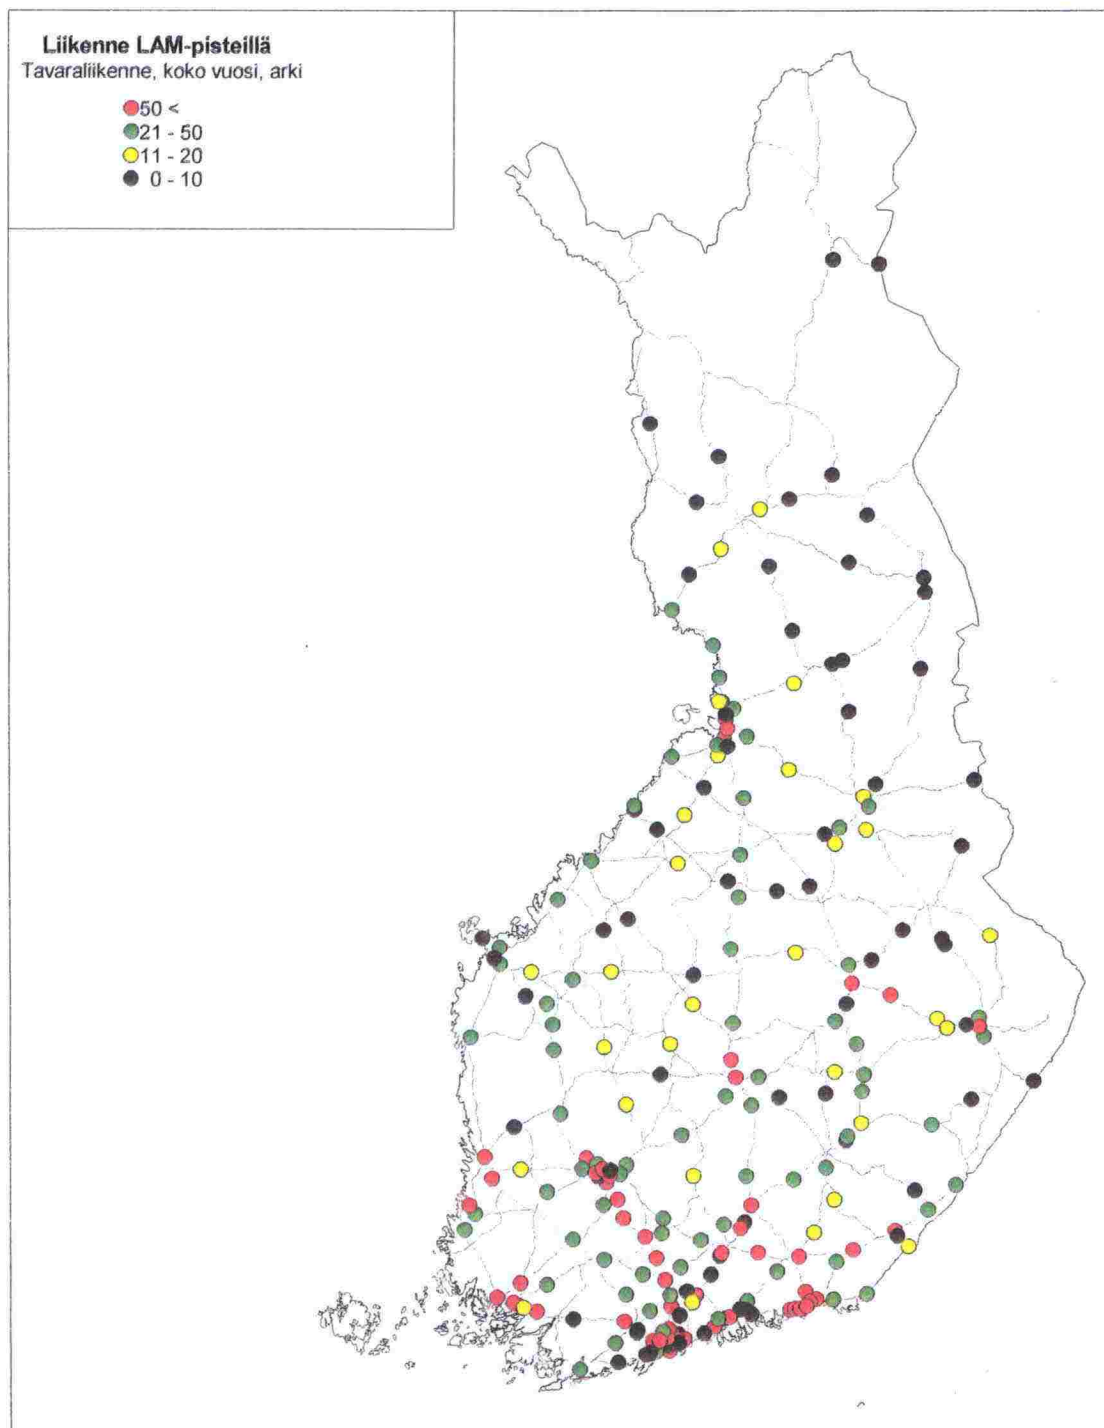 Liikenne LAM-pisteillä
Tavaraliikenne, koko vuosi, arki
50 <
21 - 50
11 - 20
0 - 10